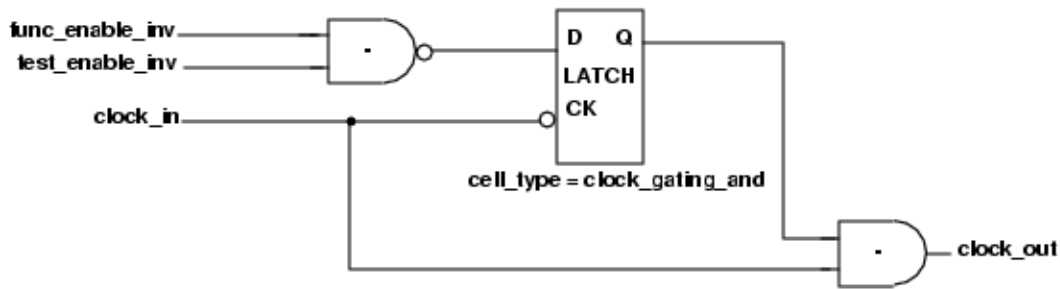 func_enable_inv
test_enable_inv
clock_in
D Q
LATCH
CK
cell_type = clock_gating_and
clock_out